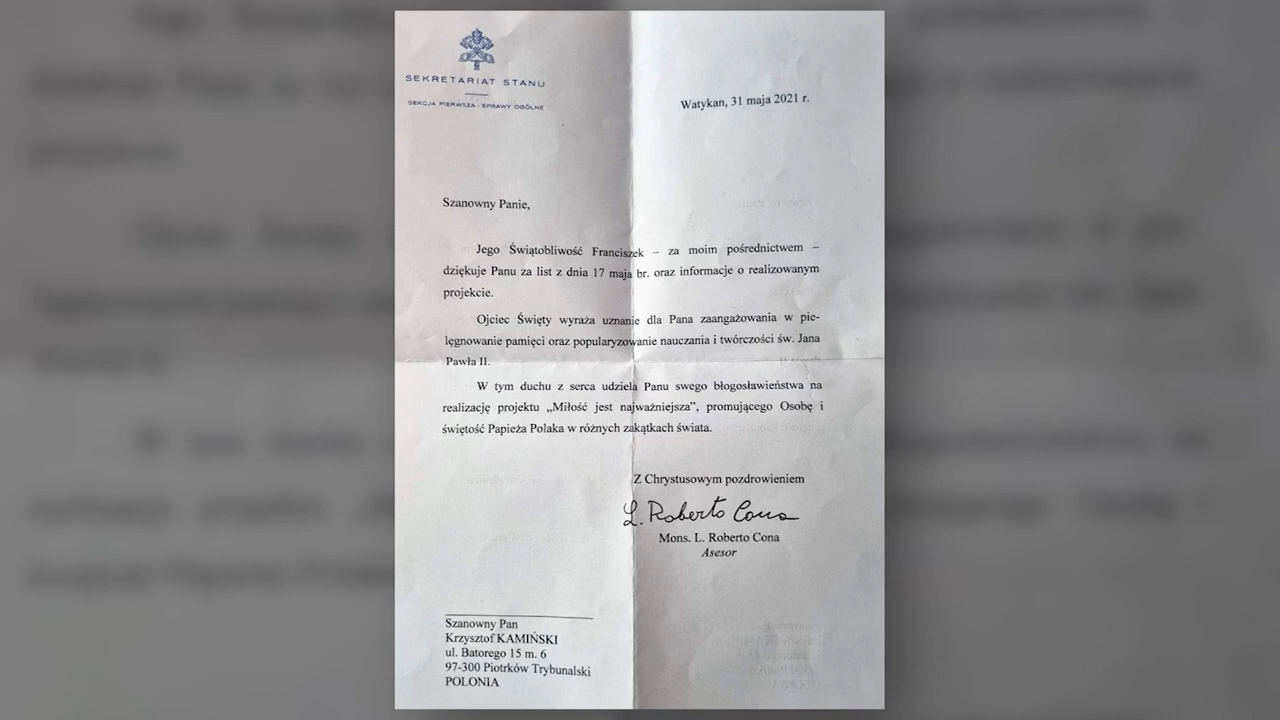 SEKRETARIAT STANU
SEKCJA PIERWSZA - SPRAWY OGÓLNE
Watykan, 31 maja 2021 r.
Szanowny Panie,
Jego Świątobliwość Franciszek – za moim pośrednictwem –
dziękuje Panu za list z dnia 17 maja br. oraz informacje o realizowanym
projekcie.
Ojciec Święty wyraża uznanie dla Pana zaangażowania w pie-
lęgnowanie pamięci oraz popularyzowanie nauczania i twórczości św. Jana
Pawła II.
W tym duchu z serca udziela Panu swego błogosławieństwa na
realizację projektu „Miłość jest najważniejsza”, promującego Osobę i
świętość Papieża Polaka w różnych zakątkach świata.
Z Chrystusowym pozdrowieniem
L. Roberto Cona
Mons. L. Roberto Cona
Asesor
Szanowny Pan
Krzysztof KAMIŃSKI
ul. Batorego 15 m. 6
97-300 Piotrków Trybunalski
POLONIA